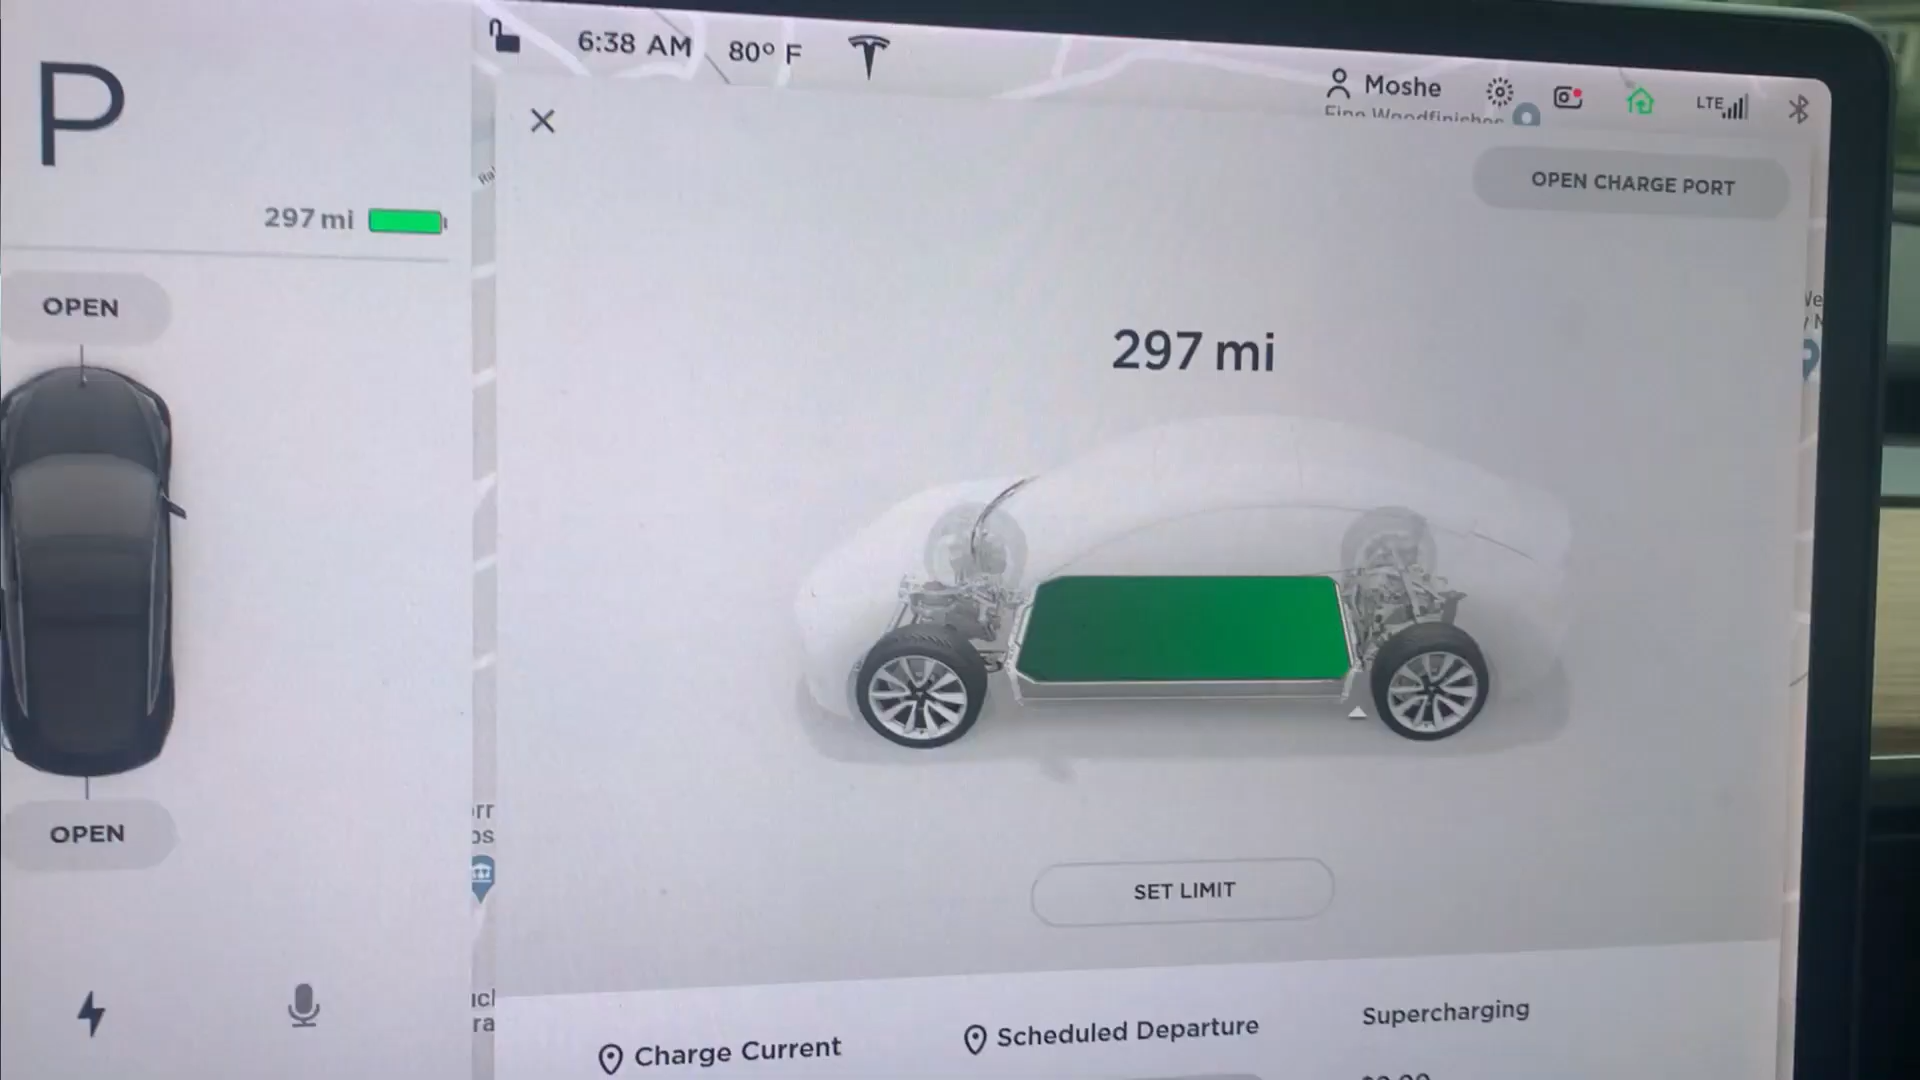 P
297 mi
OPEN
OPEN
6:38 AM
80° F
Moshe
LTE
OPEN CHARGE PORT
297 mi
SET LIMIT
Charge Current
Scheduled Departure
Supercharging